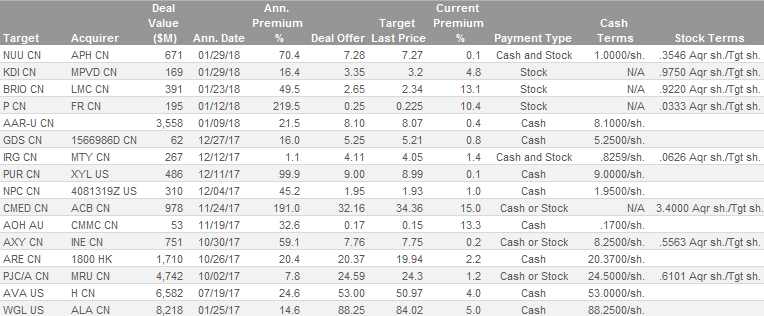 Target Acquirer Deal Value ($M) Ann. Date Ann. Premium % Deal Offer Target Last Price Current Premium % Payment Type Cash Terms Stock Terms
NUU CN APH CN 671 01/29/18 70.4 7.28 7.27 0.1 Cash and Stock 1.0000/sh. .3546 Aqr sh./Tgt sh.
KDI CN MPVD CN 169 01/29/18 16.4 3.35 3.2 4.8 Stock N/A .9750 Aqr sh./Tgt sh.
BRIO CN LMC CN 391 01/23/18 49.5 2.65 2.34 13.1 Stock N/A .9220 Aqr sh./Tgt sh.
P CN FR CN 195 01/12/18 219.5 0.25 0.225 10.4 Stock N/A .0333 Aqr sh./Tgt sh.
AAR-U CN 3,558 01/09/18 21.5 8.10 8.07 0.4 Cash 8.1000/sh.
GDS CN 1566986D CN 62 12/27/17 16.0 5.25 5.21 0.8 Cash 5.2500/sh.
IRG CN MTY CN 267 12/12/17 1.1 4.11 4.05 1.4 Cash and Stock .8259/sh. .0626 Aqr sh./Tgt sh.
PUR CN XYL US 486 12/11/17 99.9 9.00 8.99 0.1 Cash 9.0000/sh.
NPC CN 4081319Z US 310 12/04/17 45.2 1.95 1.93 1.0 Cash 1.9500/sh.
CMED CN ACB CN 978 11/24/17 191.0 32.16 34.36 15.0 Cash or Stock N/A 3.4000 Aqr sh./Tgt sh.
AOH AU CMMC CN 53 11/19/17 32.6 0.17 0.15 13.3 Cash .1700/sh.
AXY CN INE CN 751 10/30/17 59.1 7.76 7.75 0.2 Cash or Stock 8.2500/sh. .5563 Aqr sh./Tgt sh.
ARE CN 1800 HK 1,710 10/26/17 20.4 20.37 19.94 2.2 Cash 20.3700/sh.
PJC/A CN MRU CN 4,742 10/02/17 7.8 24.59 24.3 1.2 Cash or Stock 24.5000/sh. .6101 Aqr sh./Tgt sh.
AVA US H CN 6,582 07/19/17 24.6 53.00 50.97 4.0 Cash 53.0000/sh.
WGL US ALA CN 8,218 01/25/17 14.6 88.25 84.02 5.0 Cash 88.2500/sh.